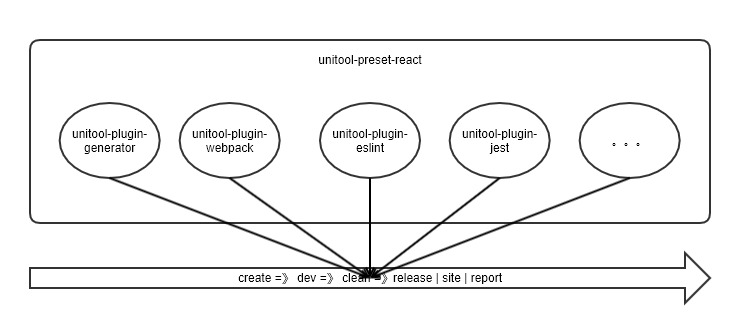 unitool-preset-react
unitool-plugin-
generator
unitool-plugin-
webpack
unitool-plugin-
eslint
unitool-plugin-
jest
。。。
create =》 dev =》 clean =》release | site | report